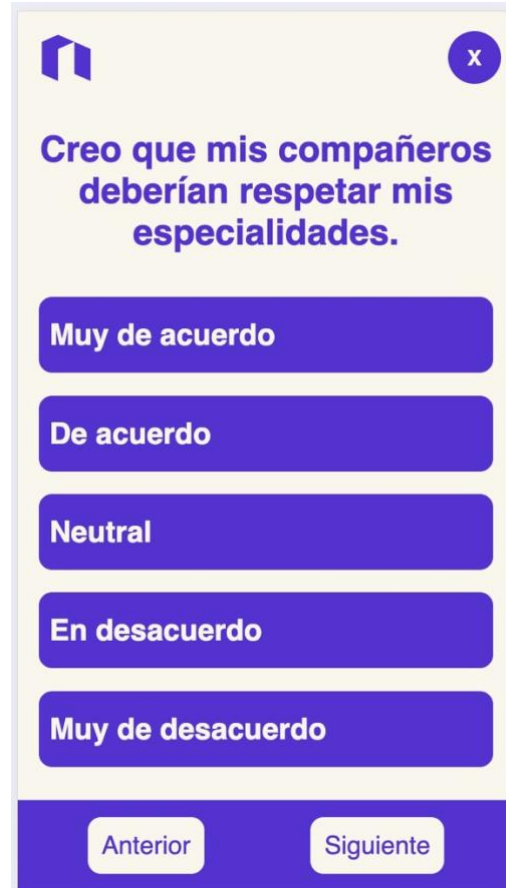 X
Creo que mis compañeros
deberían respetar mis
especialidades.
Muy de acuerdo
De acuerdo
Neutral
En desacuerdo
Muy de desacuerdo
Anterior
Siguiente